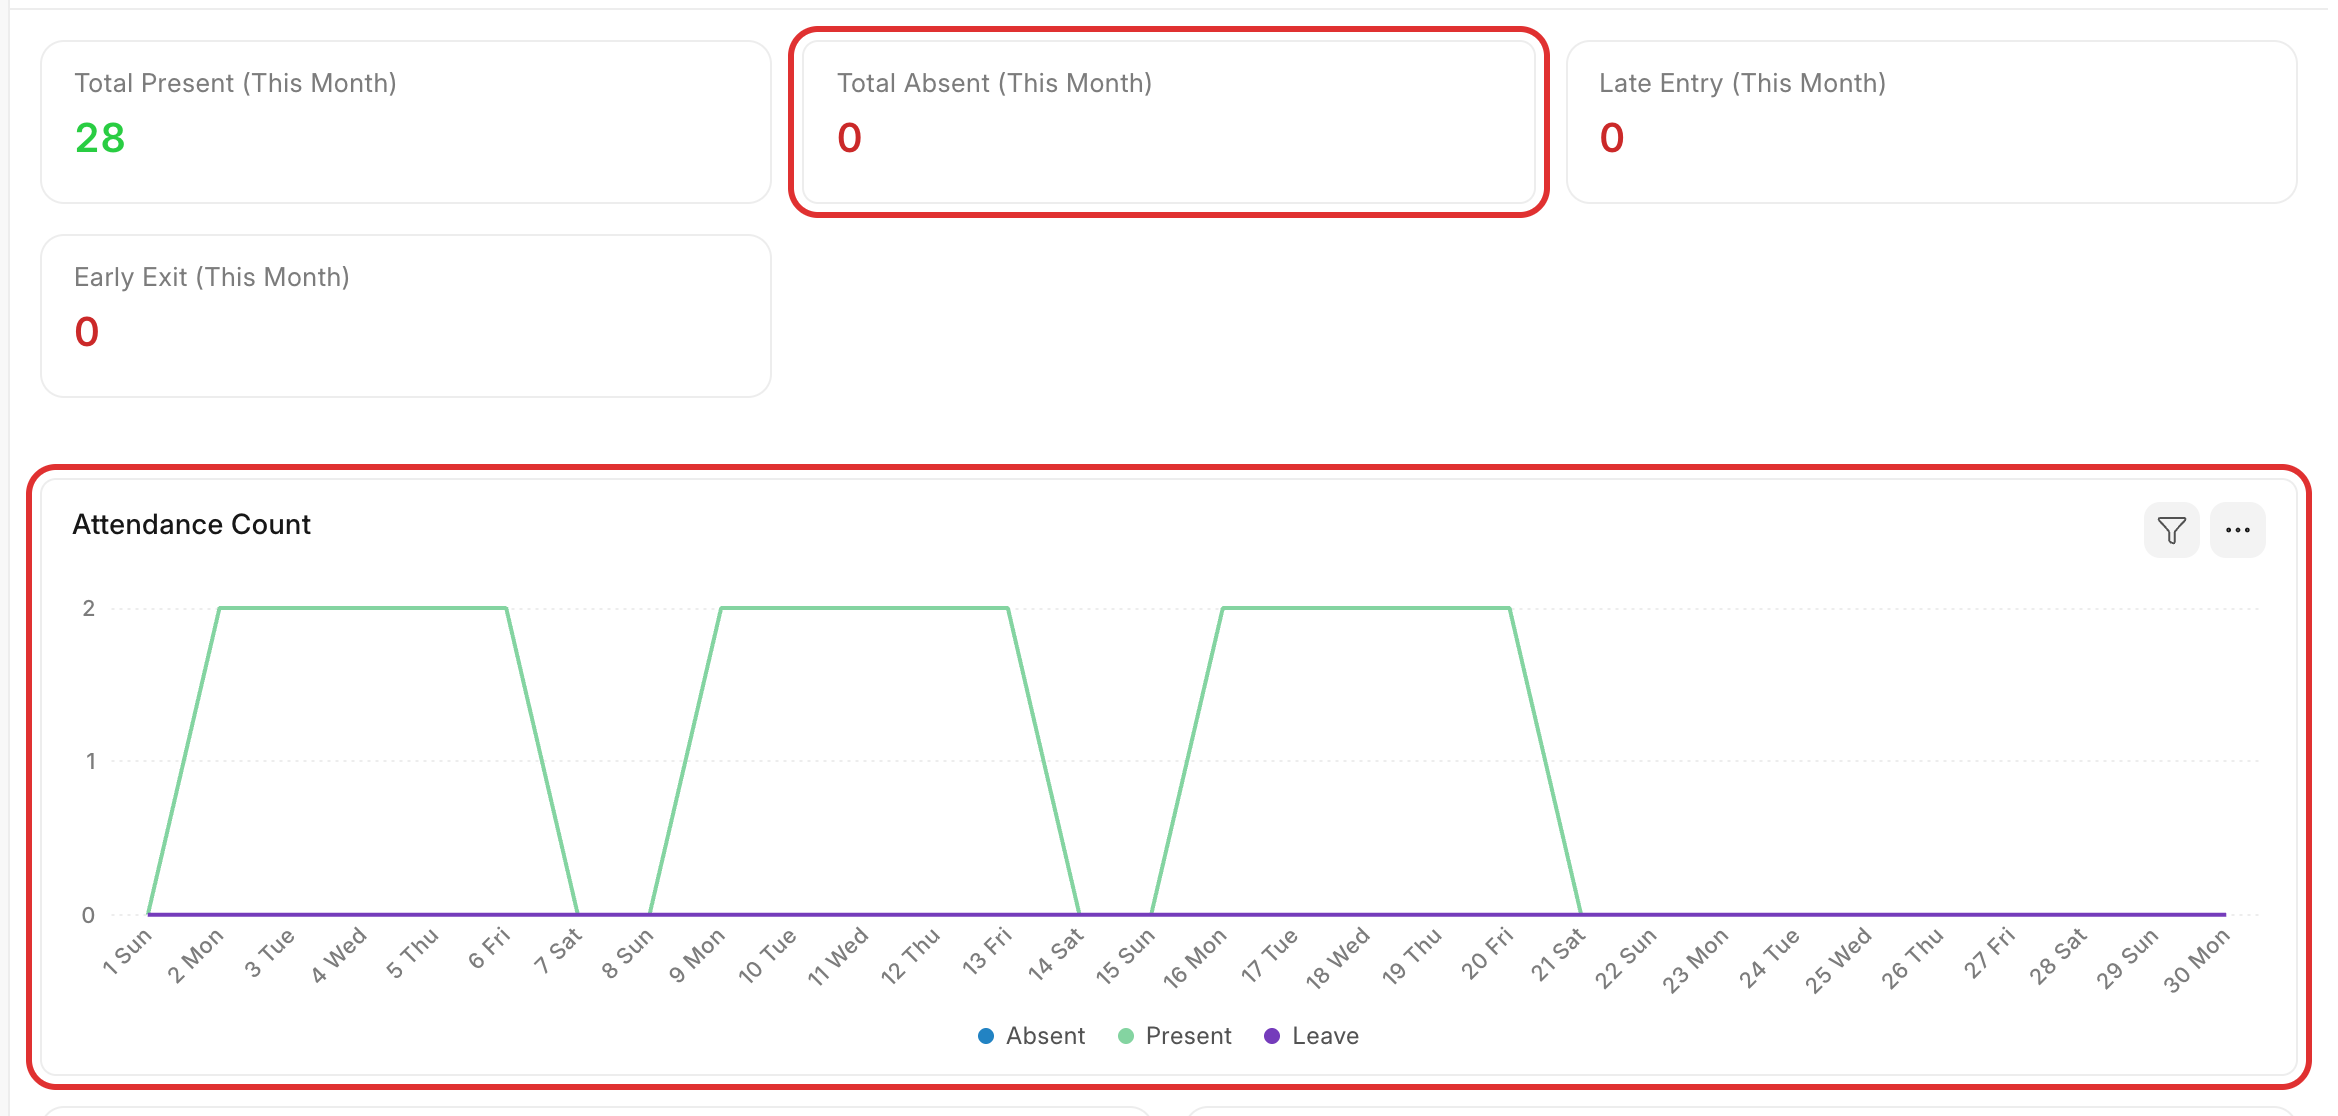 Total Present (This Month)
28
Total Absent (This Month)
0
Late Entry (This Month)
0
Early Exit (This Month)
0
Attendance Count
2
1
0
1 Sun
2 Mon
3 Tue
4 Wed
5 Thu
6 Fri
7 Sat
8 Sun
9 Mon
10 Tue
11 Wed
12 Thu
13 Fri
14 Sat
15 Sun
16 Mon
17 Tue
18 Wed
19 Thu
20 Fri
21 Sat
22 Sun
23 Mon
24 Tue
25 Wed
26 Thu
27 Fri
28 Sat
29 Sun
30 Mon
Absent
Present
Leave